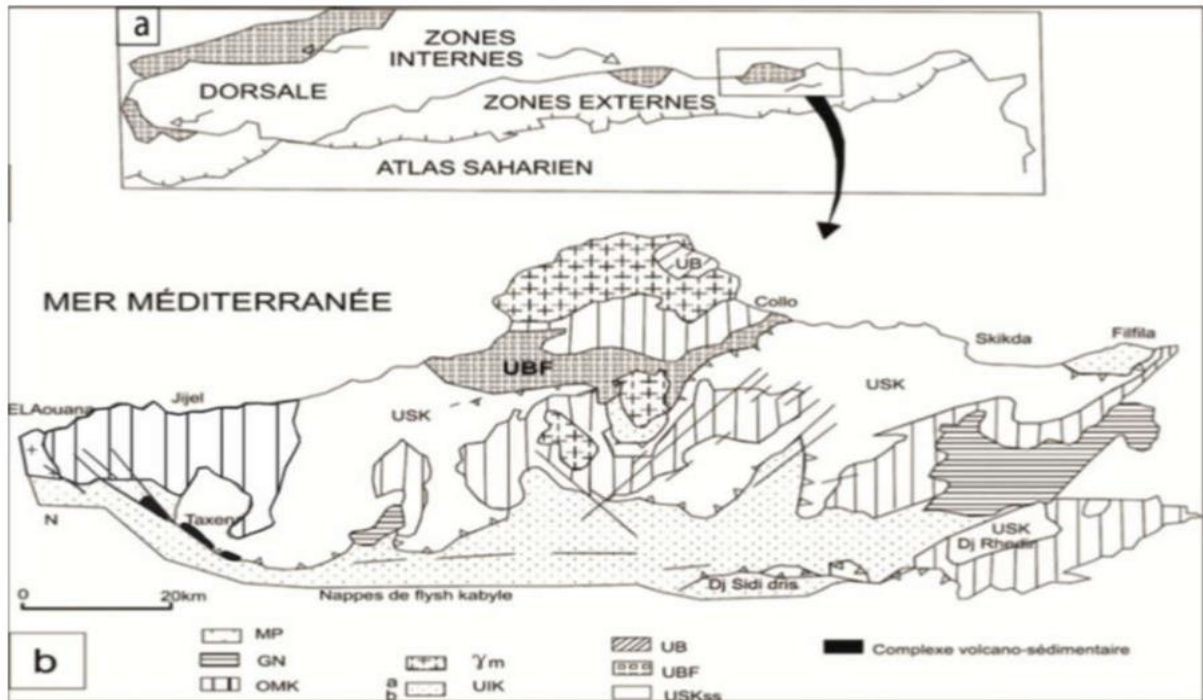 a
ZONES
INTERNES
DORSALE
ZONES EXTERNES
ATLAS SAHARIEN
MER MÉDITERRANÉE
UB
Collo
Skikda
Filfila
UBF
Jijel
ELAouana
USK
USK
Taxen
N
USK
Dj Rhedir
Dj Sidi dris
0 20km
Nappes de flysh kabyle
b
MP
GN
OMK
γm
a
b
UIK
UB
UBF
USKss
Complexe volcano-sédimentaire